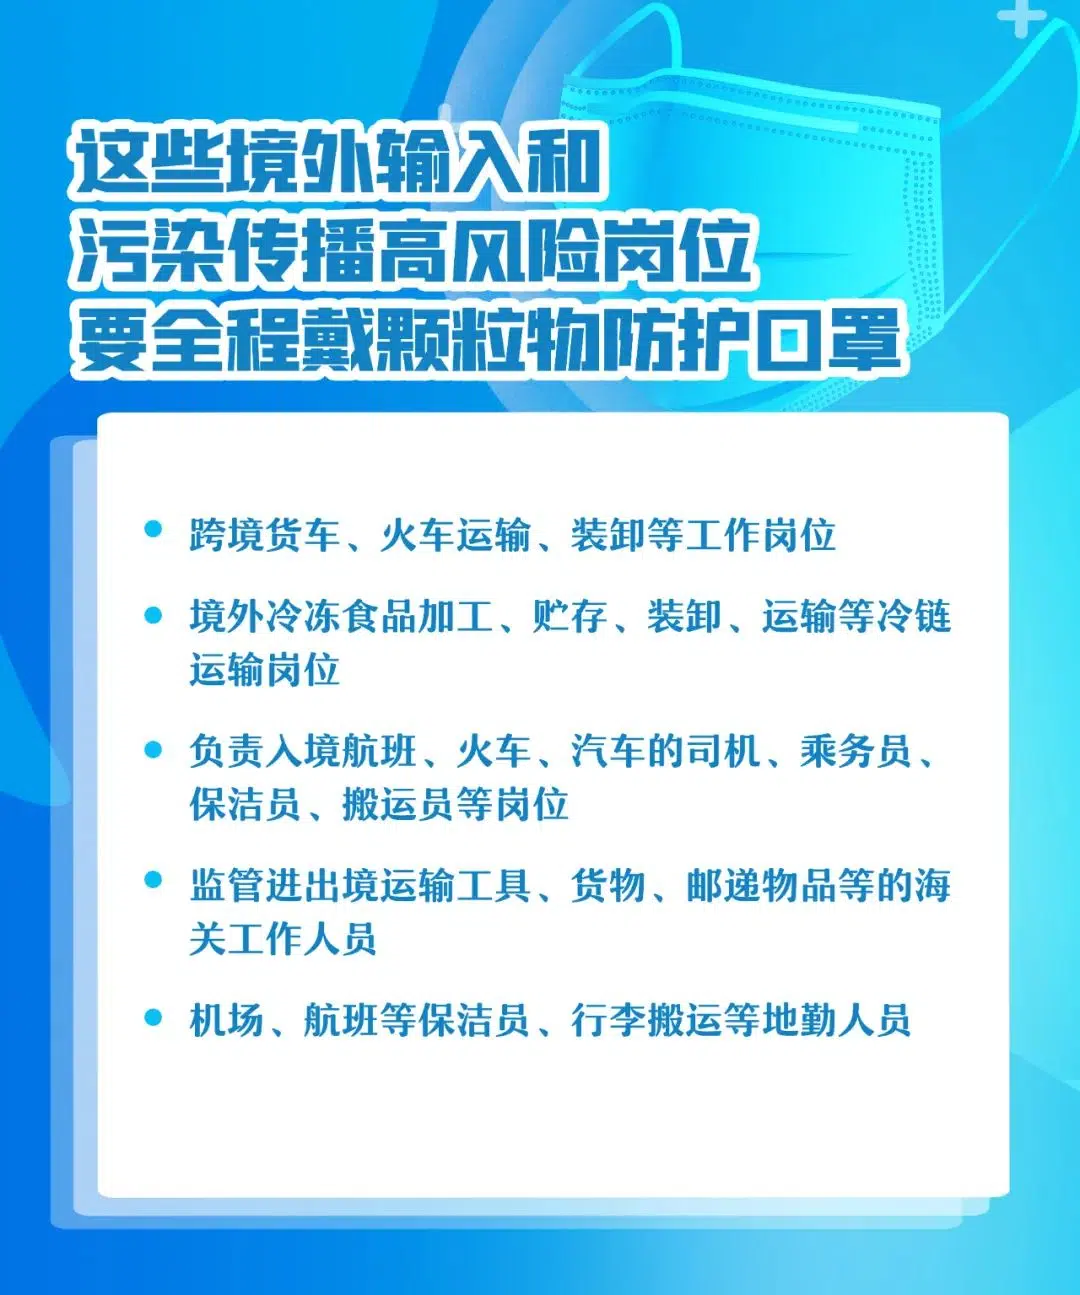 这些境外输入和
污染传播高风险岗位
要全程戴颗粒物防护口罩
跨境货车、火车运输、装卸等工作岗位
境外冷冻食品加工、贮存、装卸、运输等冷链
运输岗位
负责入境航班、火车、汽车的司机、乘务员、
保洁员、搬运员等岗位
监管进出境运输工具、货物、邮递物品等的海
关工作人员
机场、航班等保洁员、行李搬运等地勤人员